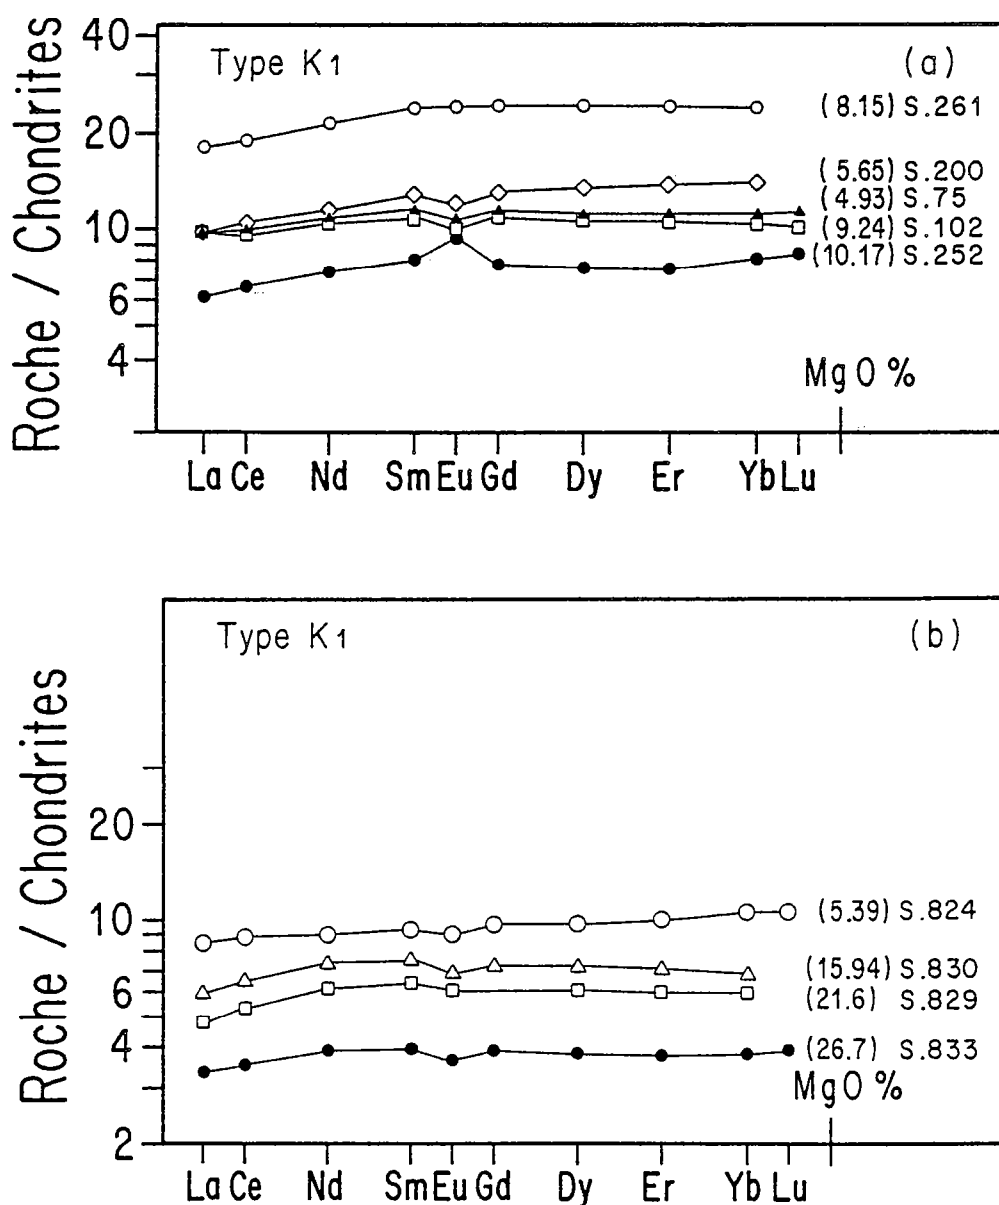 Roche / Chondrites
40
20
10
6
4
Type K1
(a)
(8.15) S.261
(5.65) S.200
(4.93) S.75
(9.24) S.102
(10.17) S.252
MgO %
La Ce Nd Sm Eu Gd Dy Er Yb Lu
Roche / Chondrites
20
10
6
4
2
Type K1
(b)
(5.39) S.824
(15.94) S.830
(21.6) S.829
(26.7) S.833
MgO %
La Ce Nd Sm Eu Gd Dy Er Yb Lu